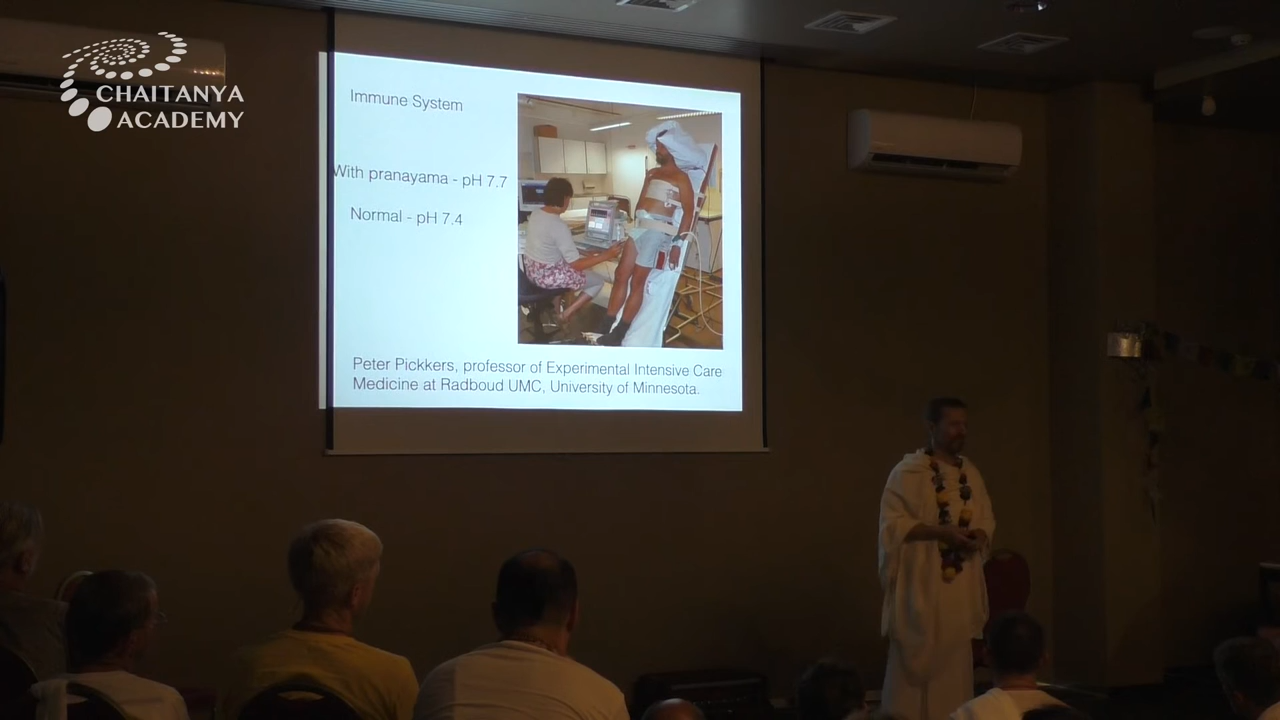 CHAITANYA
ACADEMY
Immune System
With pranayama - pH 7.7
Normal - pH 7.4
Peter Pickkers, professor of Experimental Intensive Care
Medicine at Radboud UMC, University of Minnesota.